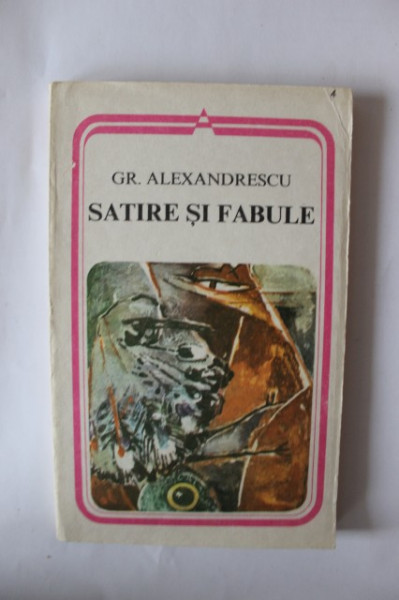 GR. ALEXANDRESCU
SATIRE ȘI FABULE